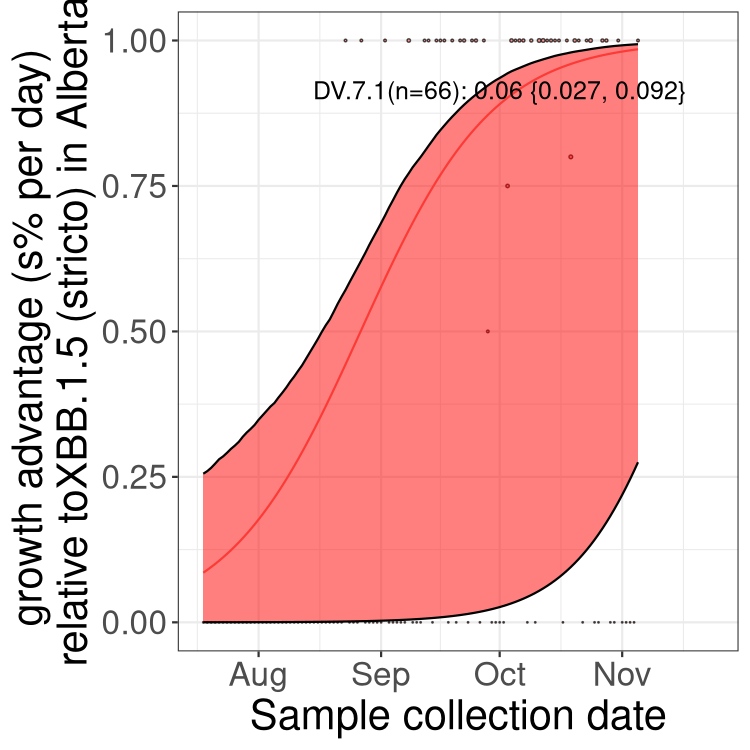 growth advantage (s% per day)
relative toXBB.1.5 (stricto) in Alberta
1.00
0.75
0.50
0.25
0.00
DV.7.1(n=66): 0.06 {0.027, 0.092}
Aug Sep Oct Nov
Sample collection date